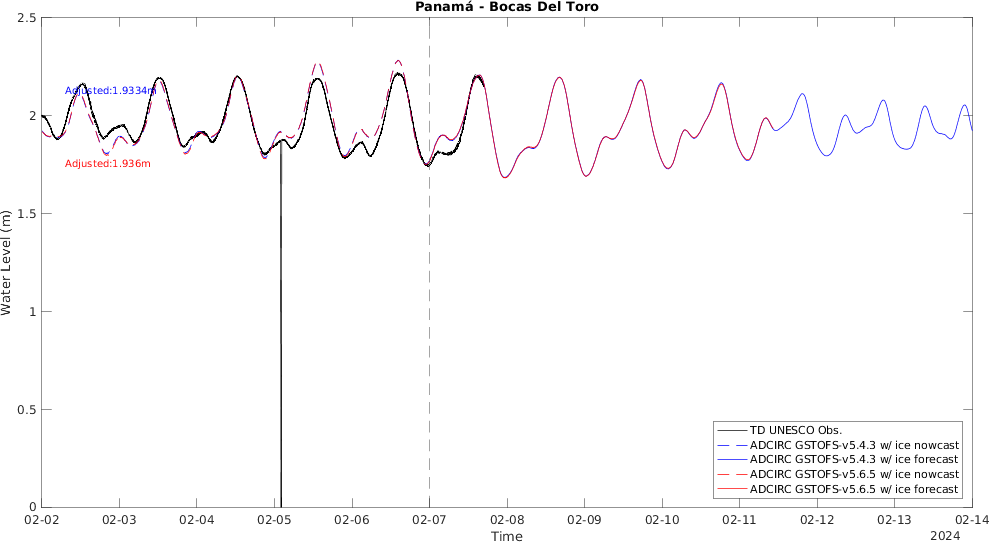 Panamá - Bocas Del Toro
2.5
2
1.5
1
0.5
0
Water Level (m)
Adjusted:1.9334m
Adjusted:1.936m
TD UNESCO Obs.
ADCIRC GSTOFS-v5.4.3 w/ ice nowcast
ADCIRC GSTOFS-v5.4.3 w/ ice forecast
ADCIRC GSTOFS-v5.6.5 w/ ice nowcast
ADCIRC GSTOFS-v5.6.5 w/ ice forecast
02-02 02-03 02-04 02-05 02-06 02-07 02-08 02-09 02-10 02-11 02-12 02-13 02-14
Time
2024